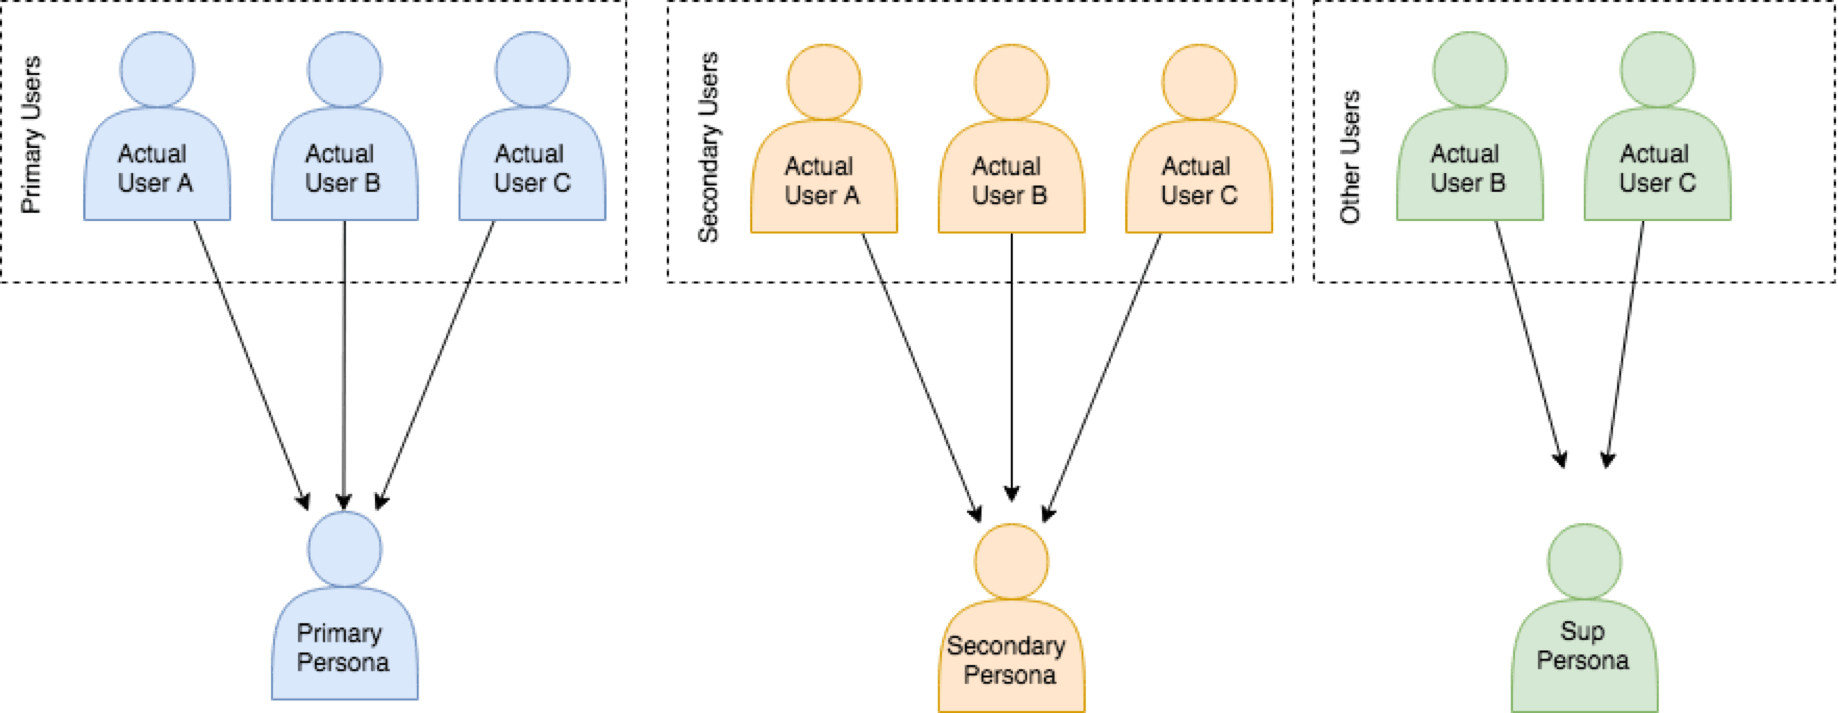 Primary Users
Actual
User A
Actual
User B
Actual
User C
Primary
Persona
Secondary Users
Actual
User A
Actual
User B
Actual
User C
Secondary
Persona
Other Users
Actual
User B
Actual
User C
Sup
Persona